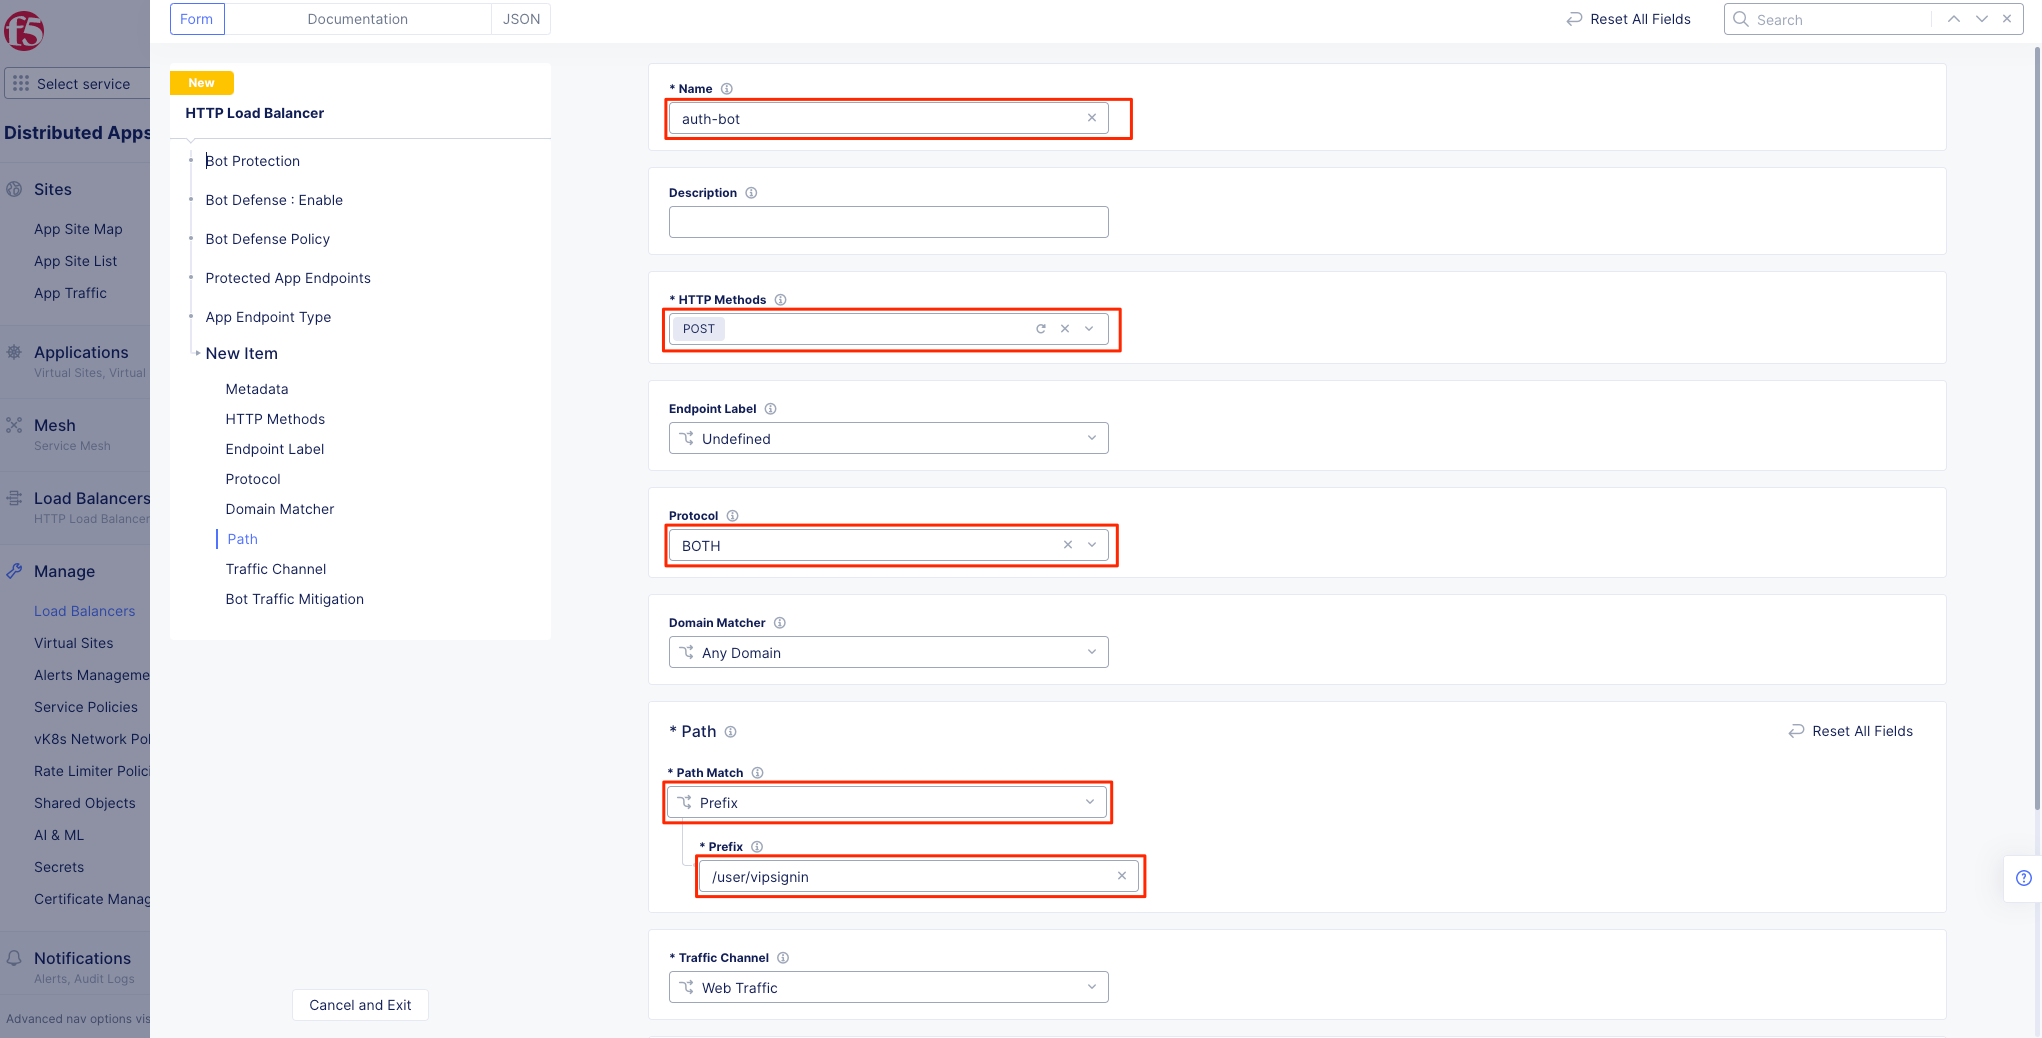 Form
Documentation
JSON
Reset All Fields
Search
f5
Select service
Distributed Apps
Sites
App Site Map
App Site List
App Traffic
Applications
Virtual Sites, Virtual
Mesh
Service Mesh
Load Balancers
HTTP Load Balancer
Manage
Load Balancers
Virtual Sites
Alerts Manageme
Service Policies
vK8s Network Pol
Rate Limiter Polici
Shared Objects
AI & ML
Secrets
Certificate Manag
Notifications
Alerts, Audit Logs
Advanced nav options vis
New
HTTP Load Balancer
Bot Protection
Bot Defense : Enable
Bot Defense Policy
Protected App Endpoints
App Endpoint Type
New Item
Metadata
HTTP Methods
Endpoint Label
Protocol
Domain Matcher
Path
Traffic Channel
Bot Traffic Mitigation
Cancel and Exit
* Name
auth-bot
Description
* HTTP Methods
POST
Endpoint Label
Undefined
Protocol
BOTH
Domain Matcher
Any Domain
* Path
Reset All Fields
* Path Match
Prefix
* Prefix
/user/vipsignin
* Traffic Channel
Web Traffic